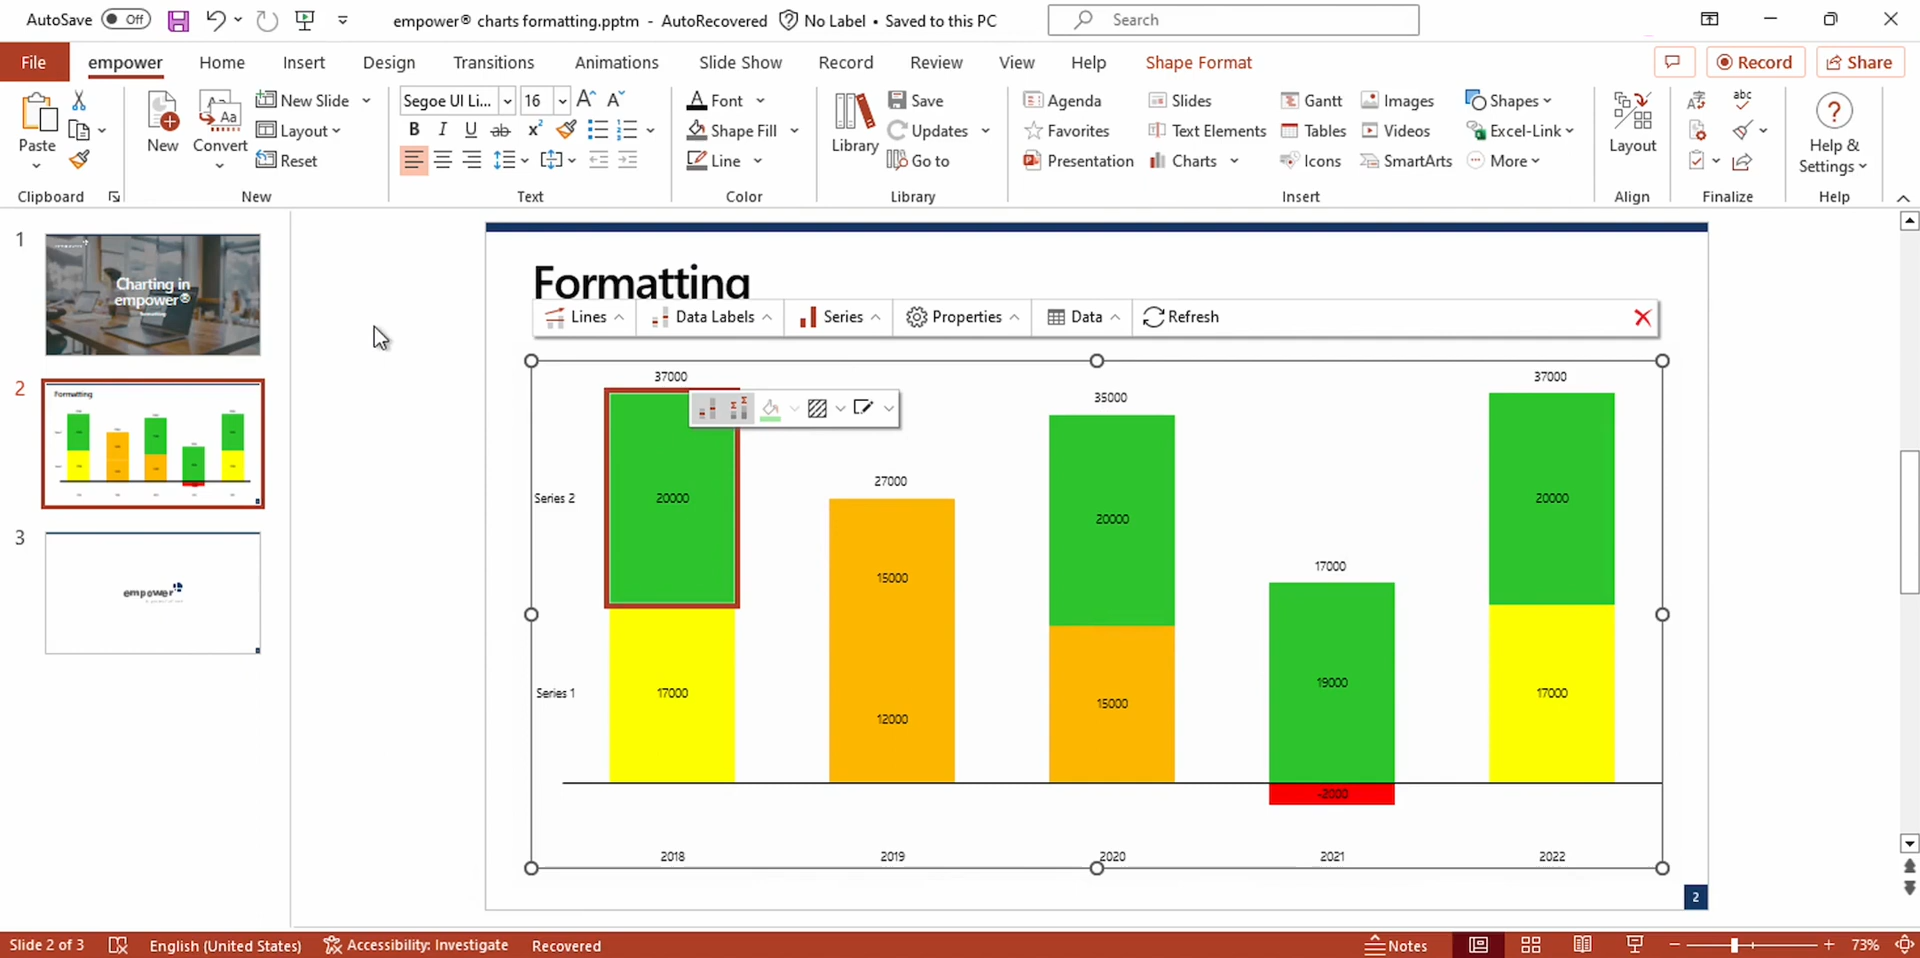 AutoSave Off empower® charts formatting.pptm - AutoRecovered No Label • Saved to this PC Search
File empower Home Insert Design Transitions Animations Slide Show Record Review View Help Shape Format Record Share
Paste New Convert New Slide Layout Reset
Segoe UI Li... 16 A A
B I U ab x²
Font Shape Fill Line
Library Save Updates Go to
Agenda Slides Gantt Images Shapes
Favorites Text Elements Tables Videos Excel-Link
Presentation Charts Icons SmartArts More
Layout abc Help & Settings
Clipboard New Text Color Library Insert Align Finalize Help
1
Charting in
empower®
2
Formatting
3
empower
Formatting
Lines Data Labels Series Properties Data Refresh
37000 37000
35000
27000
17000
Series 2 20000 20000
20000
15000
19000
Series 1 17000 17000
15000
12000
-2000
2018 2019 2020 2021 2022
2
Slide 2 of 3 English (United States) Accessibility: Investigate Recovered Notes 73%